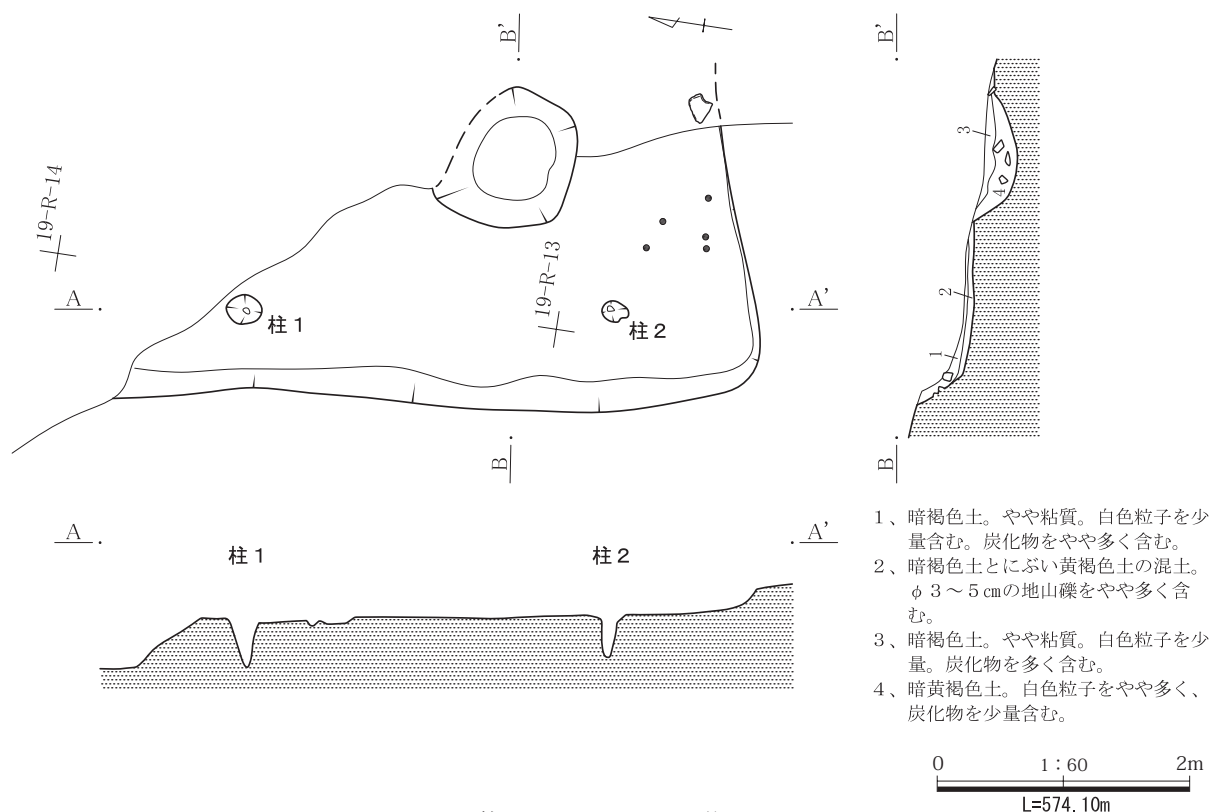 B'
B'
19-R-14
3
4
19-R-13
2
A
A'
柱1
柱2
1
B
B
A
A'
柱1
柱2
1、暗褐色土。やや粘質。白色粒子を少
量含む。炭化物をやや多く含む。
2、暗褐色土とにぶい黄褐色土の混土。
φ3～5㎝の地山礫をやや多く含
む。
3、暗褐色土。やや粘質。白色粒子を少
量。炭化物を多く含む。
4、暗黄褐色土。白色粒子をやや多く、
炭化物を少量含む。
0 1：60 2m
L=574.10m